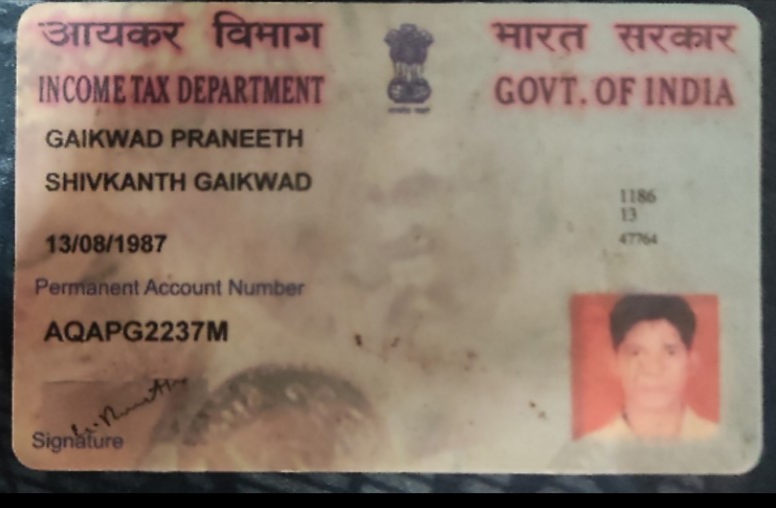 आयकर विभाग
भारत सरकार
INCOME TAX DEPARTMENT
GOVT. OF INDIA
GAIKWAD PRANEETH
SHIVKANTH GAIKWAD
1186
13
47764
13/08/1987
Permanent Account Number
AQAPG2237M
Signature